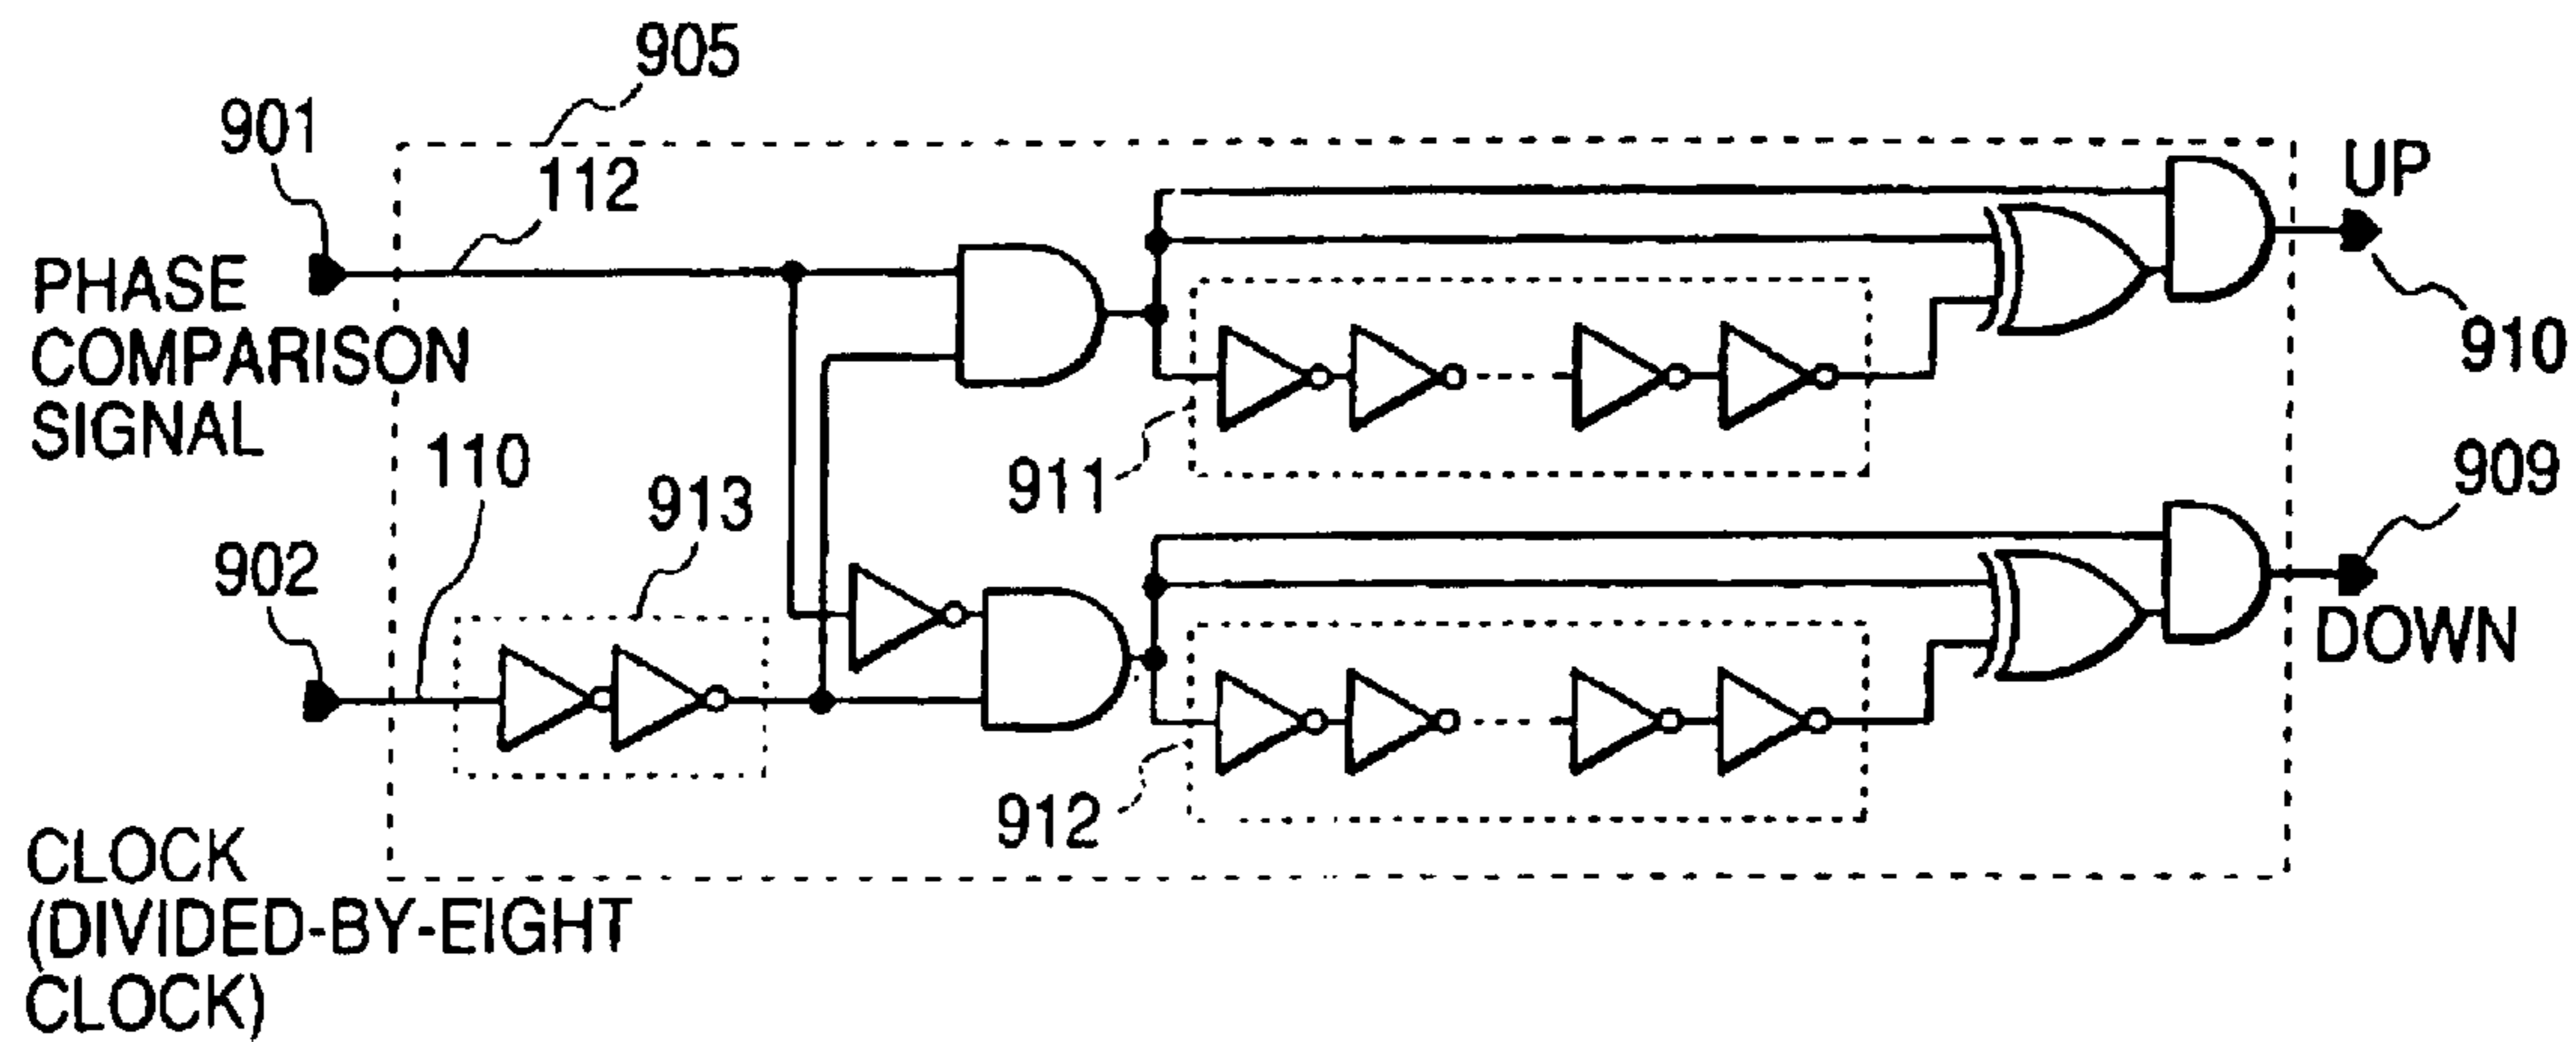 905
901
112
UP
PHASE
COMPARISON
SIGNAL
910
911
110
913
909
902
DOWN
912
CLOCK
(DIVIDED-BY-EIGHT
CLOCK)